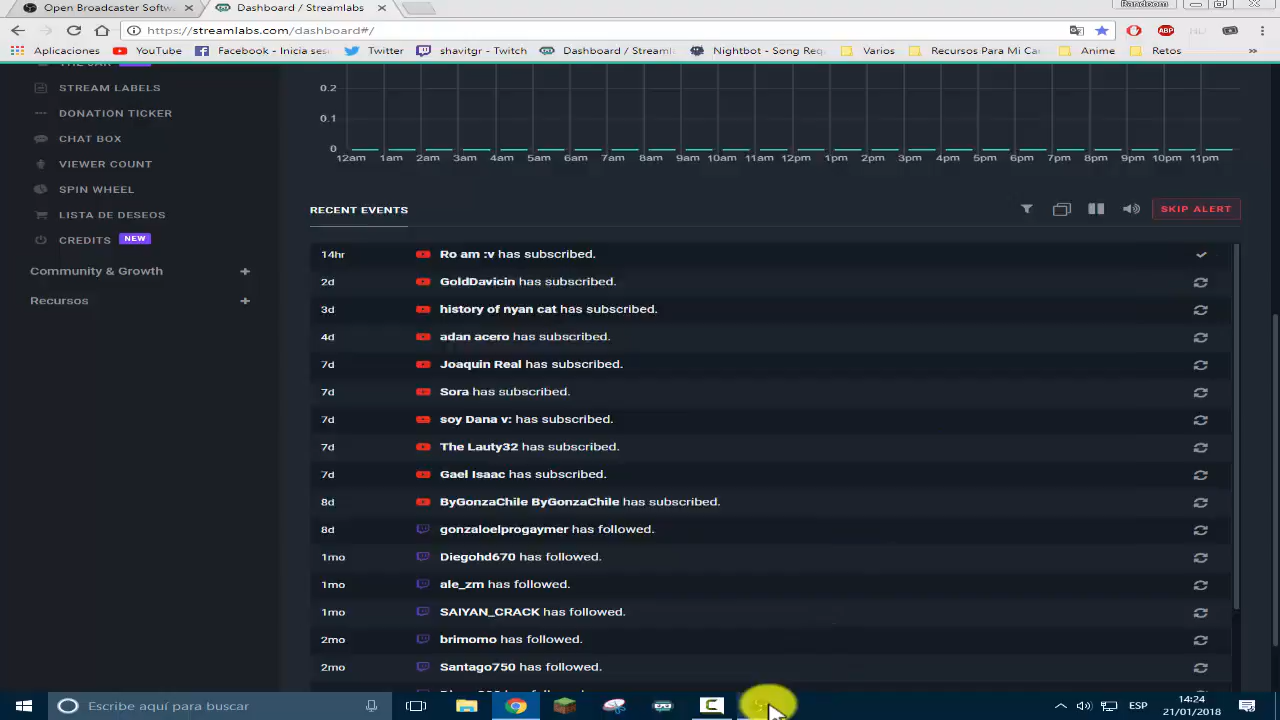 Open Broadcaster Softw
Dashboard / Streamlabs
Randoom
https://streamlabs.com/dashboard#/
Aplicaciones
YouTube
Facebook - Inicia ses
Twitter
shavitgr - Twitch
Dashboard / Streamla
Nightbot - Song Re
Varios
Recursos Para Mi Can
Anime
Retos
STREAM LABELS
DONATION TICKER
CHAT BOX
VIEWER COUNT
SPIN WHEEL
LISTA DE DESEOS
CREDITS NEW
Community & Growth +
Recursos +
0.2
0.1
0
12am 1am 2am 3am 4am 5am 6am 7am 8am 9am 10am 11am 12pm 1pm 2pm 3pm 4pm 5pm 6pm 7pm 8pm 9pm 10pm 11pm
RECENT EVENTS
SKIP ALERT
14hr Ro am :v has subscribed.
2d GoldDavicin has subscribed.
3d history of nyan cat has subscribed.
4d adan acero has subscribed.
7d Joaquin Real has subscribed.
7d Sora has subscribed.
7d soy Dana v: has subscribed.
7d The Lauty32 has subscribed.
7d Gael Isaac has subscribed.
8d ByGonzaChile ByGonzaChile has subscribed.
8d gonzaloelprogaymer has followed.
1mo Diegohd670 has followed.
1mo ale_zm has followed.
1mo SAIYAN_CRACK has followed.
2mo brimomo has followed.
2mo Santago750 has followed.
Escribe aquí para buscar
ESP
14:24
21/01/2018